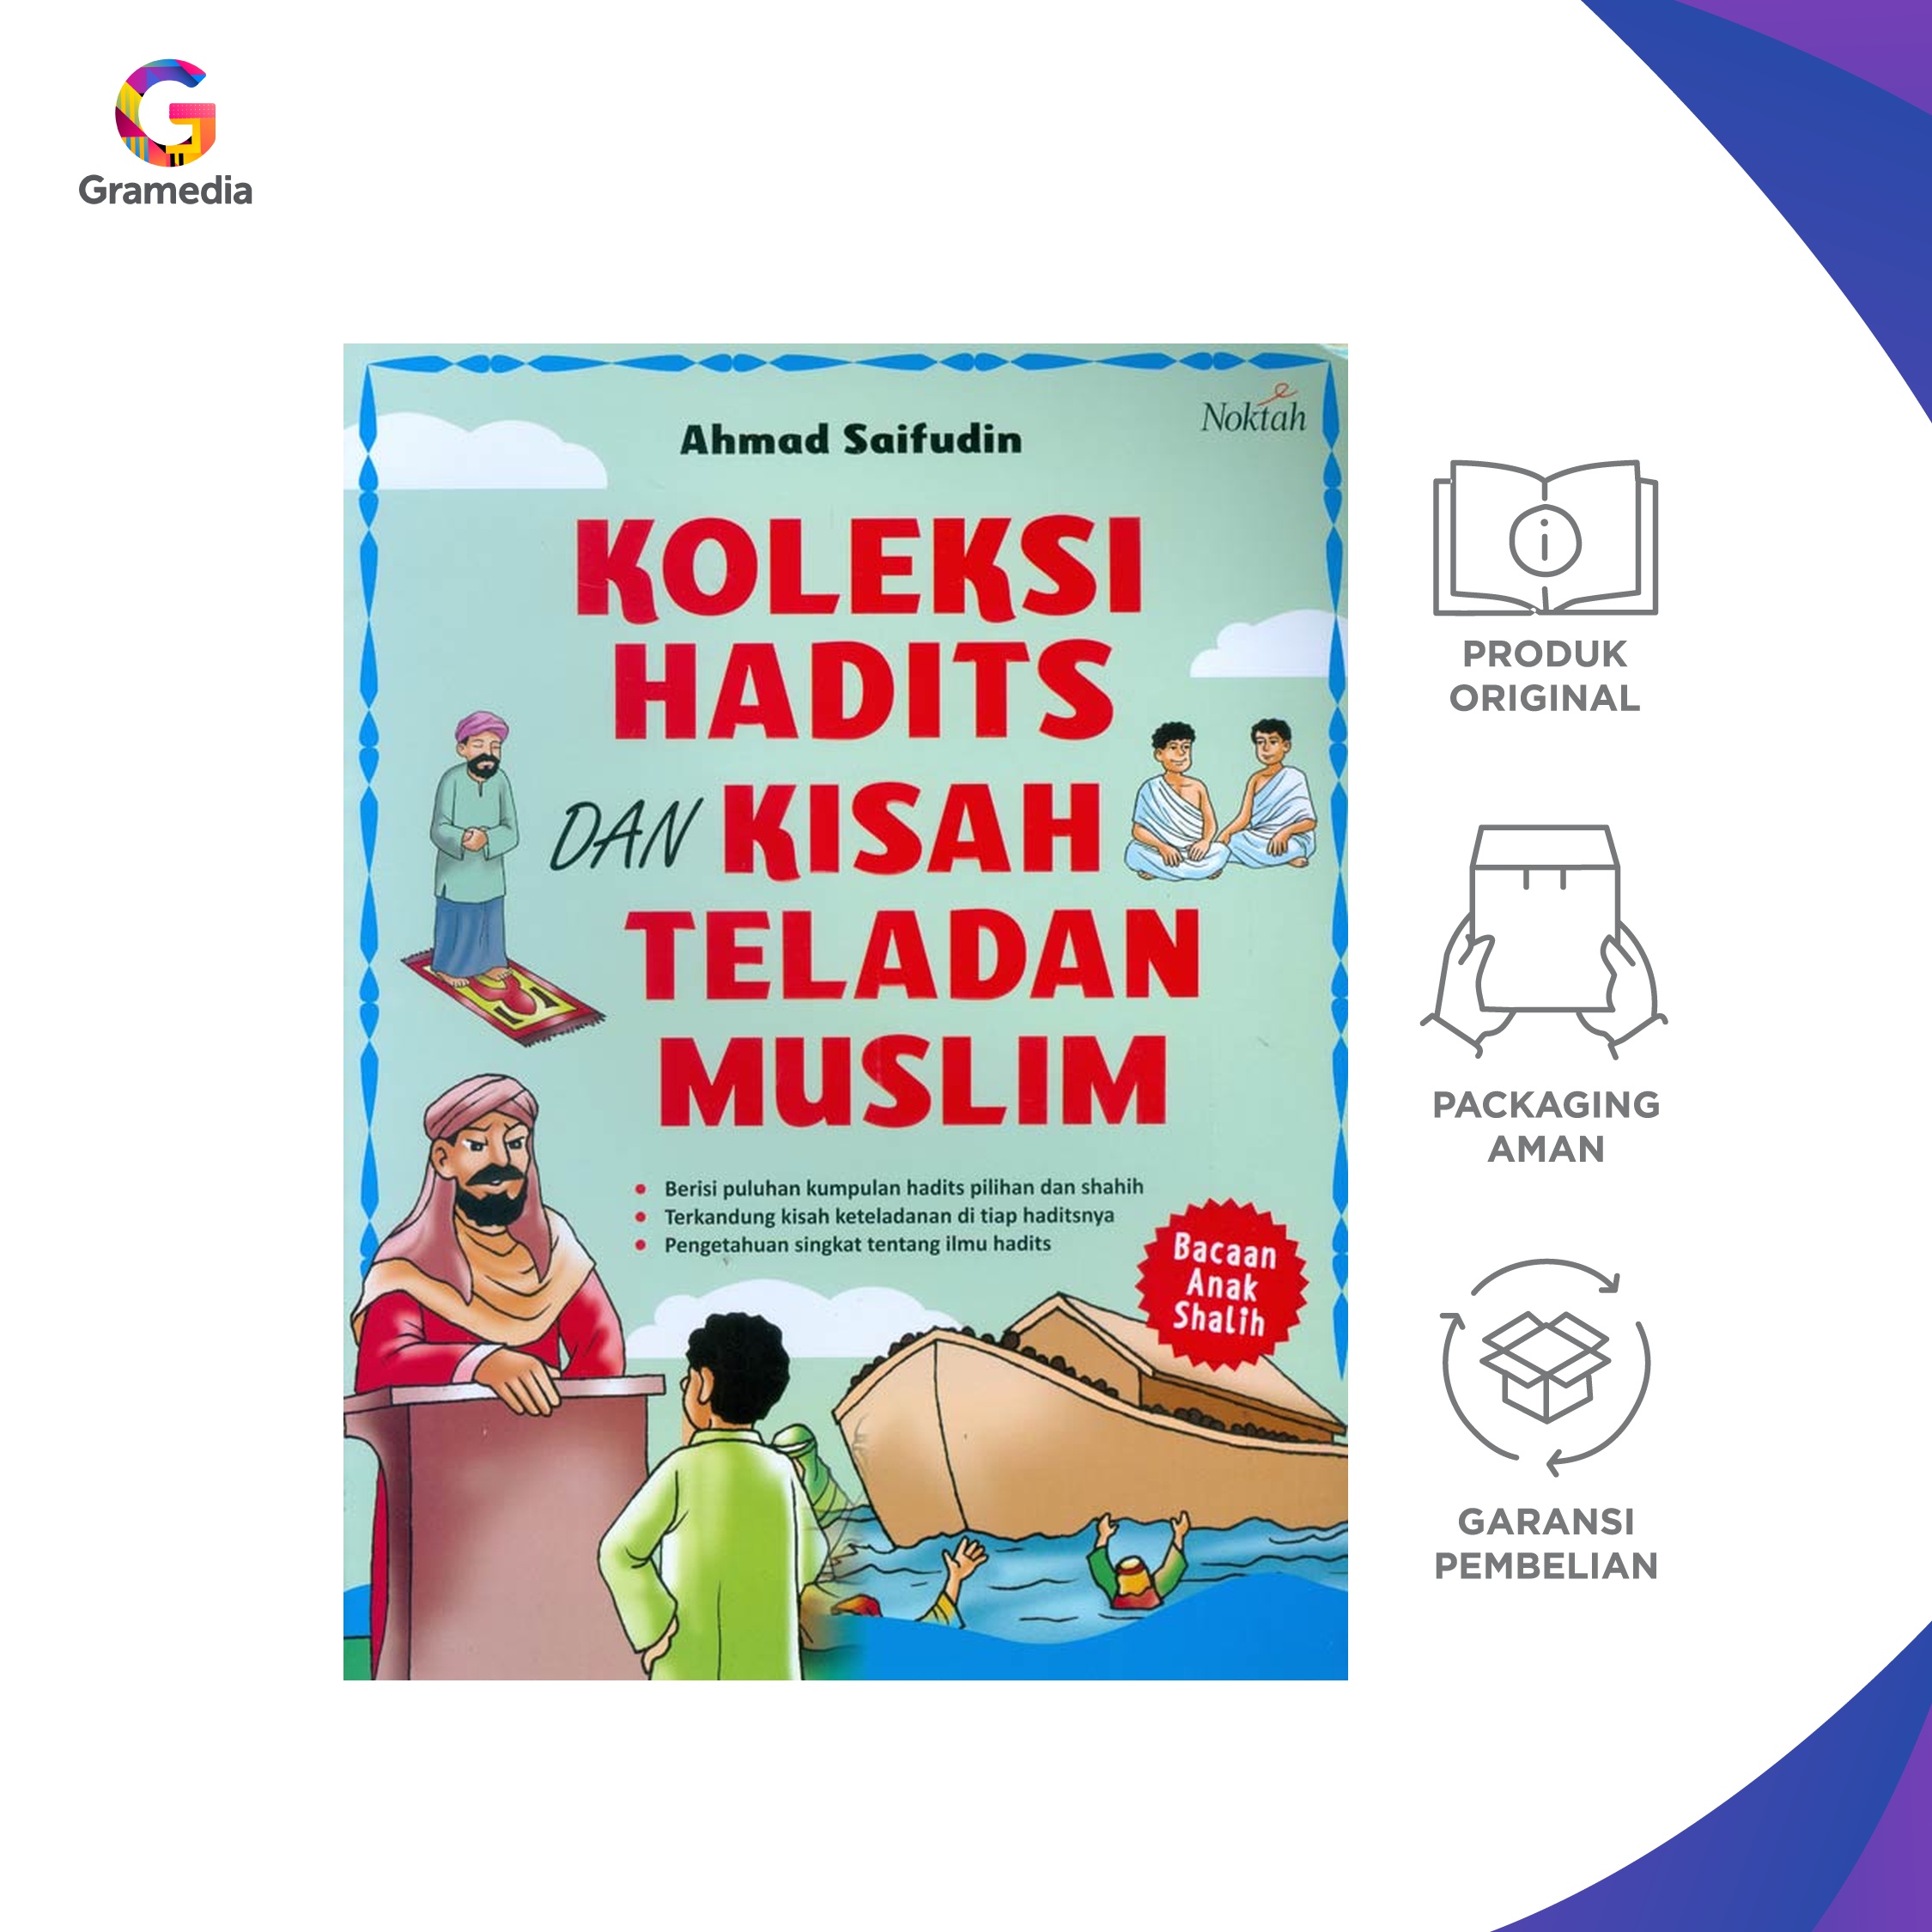 Gramedia
Noktah
Ahmad Saifudin
KOLEKSI
HADITS
DAN KISAH
TELADAN
MUSLIM
• Berisi puluhan kumpulan hadits pilihan dan shahih
• Terkandung kisah keteladanan di tiap haditsnya
• Pengetahuan singkat tentang ilmu hadits
Bacaan
Anak
Shalih
PRODUK
ORIGINAL
PACKAGING
AMAN
GARANSI
PEMBELIAN